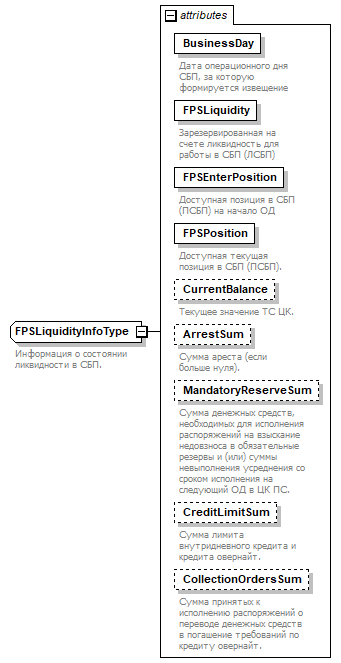 attributes
BusinessDay
Дата операционного дня
СБП, за которую
формируется извещение
FPSLiquidity
Зарезервированная на
счете ликвидность для
работы в СБП (ЛСБП)
FPSEnterPosition
Доступная позиция в СБП
(ПСБП) на начало ОД
FPSPosition
Доступная текущая
позиция в СБП (ПСБП).
CurrentBalance
Текущее значение ТС ЦК.
FPSLiquidityInfoType
Информация о состоянии
ликвидности в СБП.
ArrestSum
Сумма ареста (если
больше нуля).
MandatoryReserveSum
Сумма денежных средств,
необходимых для исполнения
распоряжений на взыскание
недовзноса в обязательные
резервы и (или) суммы
невыполнения усреднения со
сроком исполнения на
следующий ОД в ЦК ПС.
CreditLimitSum
Сумма лимита
внутридневного кредита и
кредита овернайт.
CollectionOrdersSum
Сумма принятых к
исполнению распоряжений о
переводе денежных средств
в погашение требований по
кредиту овернайт.